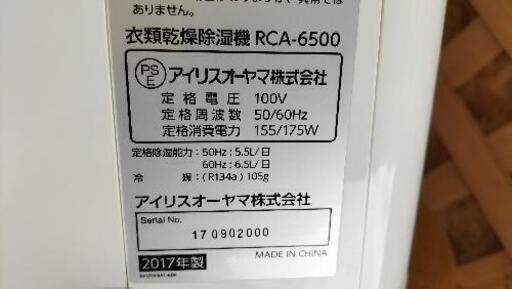 ありません。
衣類乾燥除湿機 RCA-6500
PS E アイリスオーヤマ株式会社
定格電圧 100V
定格周波数 50/60Hz
定格消費電力 155/175W
定格除湿能力：50Hz：5.5L/日
60Hz：6.5L/日
冷媒：（R134a）105g
アイリスオーヤマ株式会社
Serial No.
17 0902000
2017年製 MADE IN CHINA